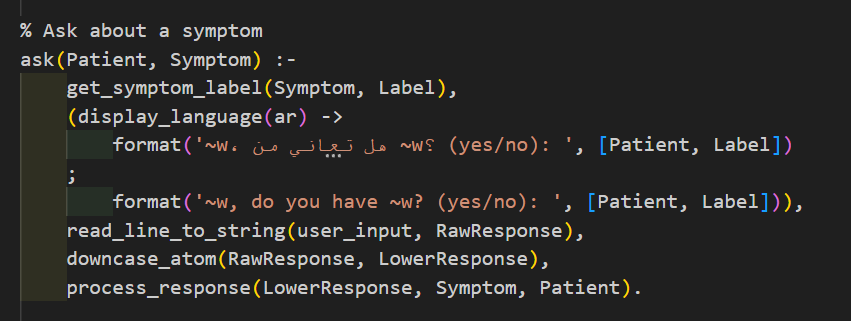 % Ask about a symptom
ask(Patient, Symptom) :-
    get_symptom_label(Symptom, Label),
    (display_language(ar) ->
        format('~w، هل تعاني من ~w؟ (yes/no): ', [Patient, Label])
    ;
        format('~w, do you have ~w? (yes/no): ', [Patient, Label])),
    read_line_to_string(user_input, RawResponse),
    downcase_atom(RawResponse, LowerResponse),
    process_response(LowerResponse, Symptom, Patient).